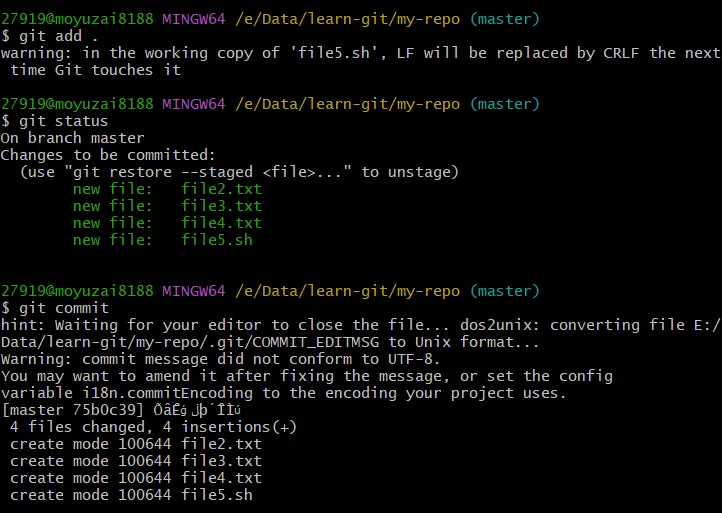 27919@moyuzai8188 MINGW64 /e/Data/learn-git/my-repo (master)
$ git add .
warning: in the working copy of 'file5.sh', LF will be replaced by CRLF the next
 time Git touches it
27919@moyuzai8188 MINGW64 /e/Data/learn-git/my-repo (master)
$ git status
On branch master
Changes to be committed:
  (use "git restore --staged <file>..." to unstage)
        new file:   file2.txt
        new file:   file3.txt
        new file:   file4.txt
        new file:   file5.sh
27919@moyuzai8188 MINGW64 /e/Data/learn-git/my-repo (master)
$ git commit
hint: Waiting for your editor to close the file... dos2unix: converting file E:/
Data/learn-git/my-repo/.git/COMMIT_EDITMSG to Unix format...
Warning: commit message did not conform to UTF-8.
You may want to amend it after fixing the message, or set the config
variable i18n.commitEncoding to the encoding your project uses.
[master 75b0c39]
 4 files changed, 4 insertions(+)
 create mode 100644 file2.txt
 create mode 100644 file3.txt
 create mode 100644 file4.txt
 create mode 100644 file5.sh